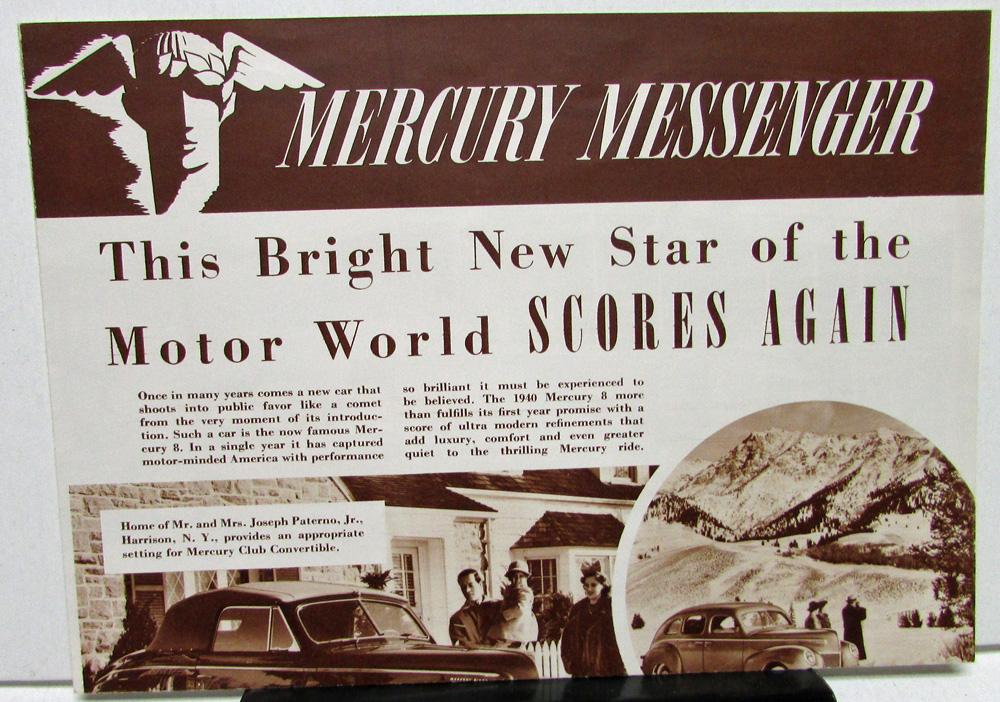 MERCURY MESSENGER
This Bright New Star of the
Motor World SCORES AGAIN
Once in many years comes a new car that
shoots into public favor like a comet
from the very moment of its introduc-
tion. Such a car is the now famous Mer-
cury 8. In a single year it has captured
motor-minded America with performance
so brilliant it must be experienced to
be believed. The 1940 Mercury 8 more
than fulfills its first year promise with a
score of ultra modern refinements that
add luxury, comfort and even greater
quiet to the thrilling Mercury ride.
Home of Mr. and Mrs. Joseph Paterno, Jr.,
Harrison, N. Y., provides an appropriate
setting for Mercury Club Convertible.